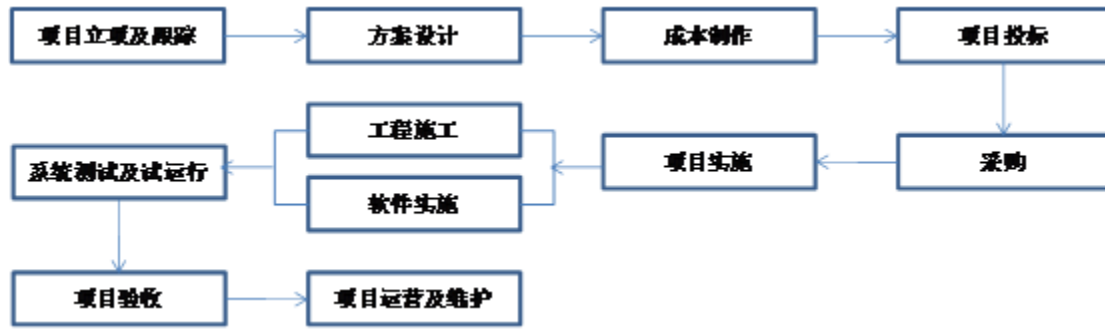 项目立项及跟踪
方案设计
成本制作
项目投标
采购
项目实施
工程施工
软件实施
系统测试及试运行
项目验收
项目运营及维护